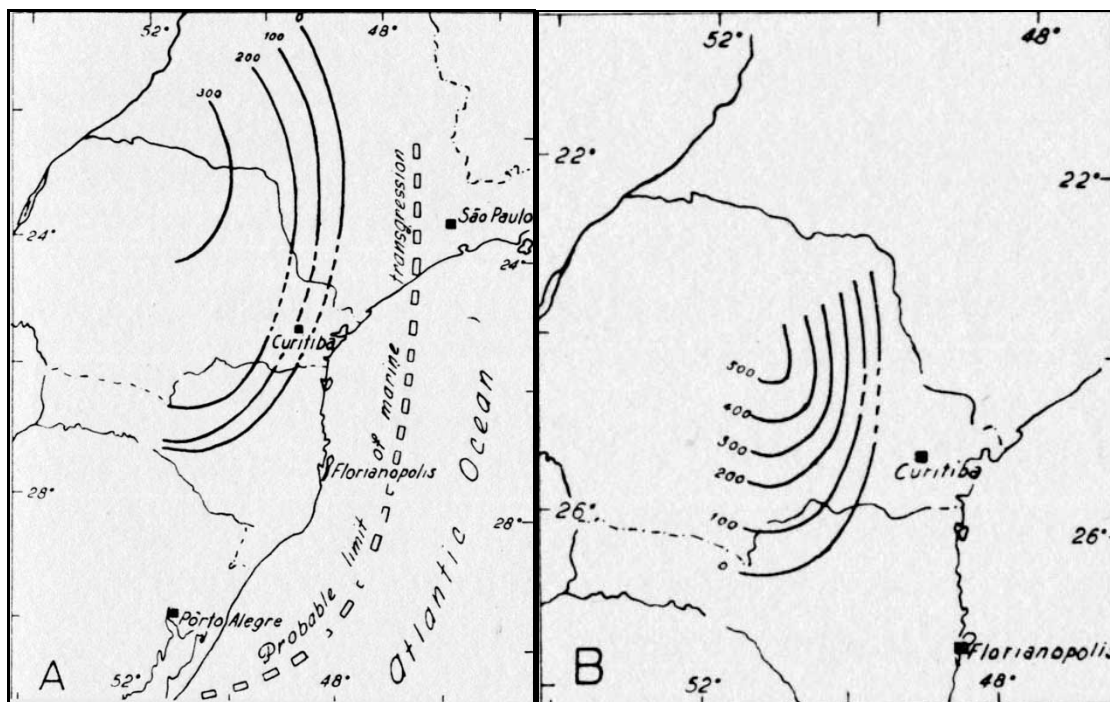 52°
0
48°
100
200
300
São Paulo
24°
24°
Curitiba
Florianopolis
28°
28°
Pôrto Alegre
Probable limit of marine transgression
Atlantic Ocean
A
52°
48°
52°
48°
22°
22°
500
400
300
200
Curitiba
100
26°
26°
0
Florianopolis
B
52°
48°